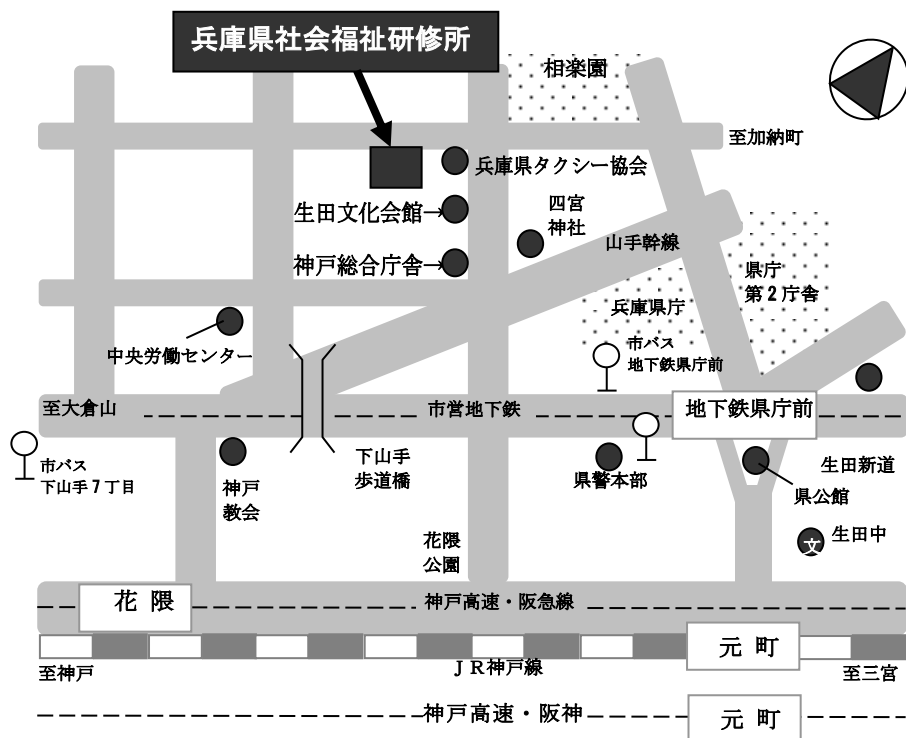 兵庫県社会福祉研修所
相楽園
至加納町
兵庫県タクシー協会
生田文化会館→
四宮
神社
山手幹線
神戸総合庁舎→
県庁
第２庁舎
兵庫県庁
市バス
地下鉄県庁前
中央労働センター
至大倉山
市営地下鉄
地下鉄県庁前
市バス
下山手７丁目
神戸
教会
下山手
歩道橋
県警本部
生田新道
県公館
花隈
公園
文
生田中
花 隈
神戸高速・阪急線
元 町
至神戸
ＪＲ神戸線
至三宮
神戸高速・阪神
元 町